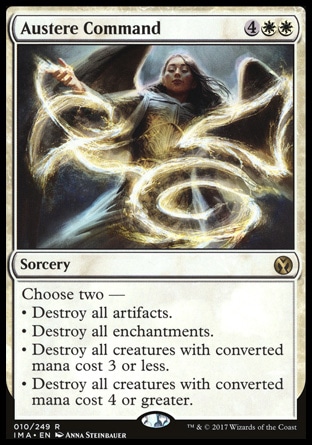 Austere Command 4
Sorcery
Choose two —
• Destroy all artifacts.
• Destroy all enchantments.
• Destroy all creatures with converted
mana cost 3 or less.
• Destroy all creatures with converted
mana cost 4 or greater.
010/249 R
IMA • EN Anna Steinbauer
™ & © 2017 Wizards of the Coast